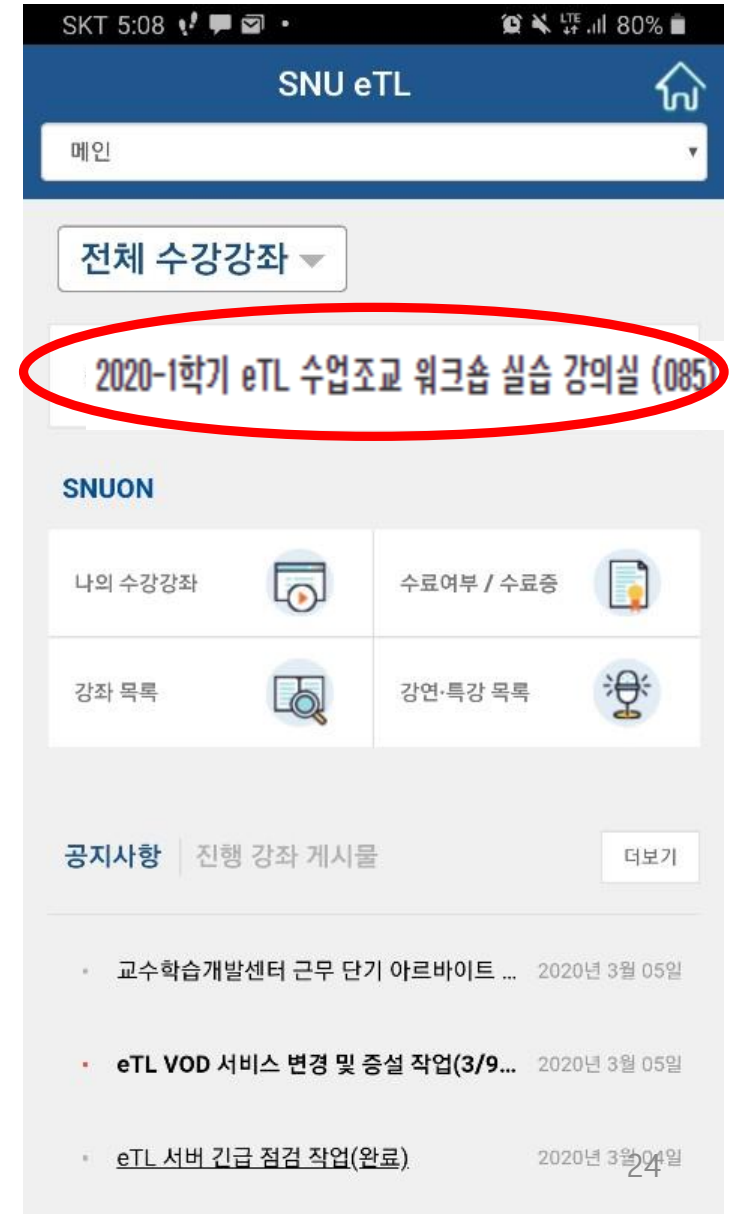 SKT 5:08
LTE 80%
SNU eTL
메인
전체 수강강좌
2020-1학기 eTL 수업조교 워크숍 실습 강의실 (085)
SNUON
나의 수강강좌 수료여부 / 수료증
강좌 목록 강연·특강 목록
공지사항 진행 강좌 게시물 더보기
교수학습개발센터 근무 단기 아르바이트 ... 2020년 3월 05일
eTL VOD 서비스 변경 및 증설 작업(3/9... 2020년 3월 05일
eTL 서버 긴급 점검 작업(완료) 2020년 3월 04일
24